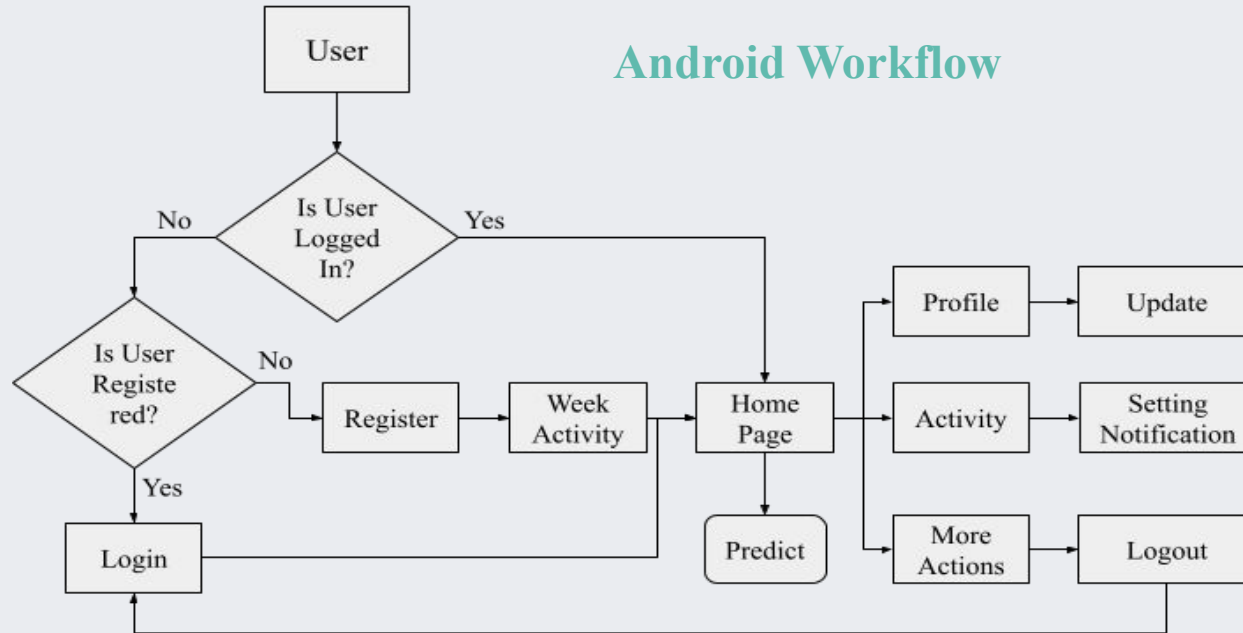 User
Android Workflow
Is User
Logged
In?
No
Yes
Is User
Registe
red?
No
Yes
Register
Week
Activity
Home
Page
Profile
Update
Activity
Setting
Notification
Login
Predict
More
Actions
Logout